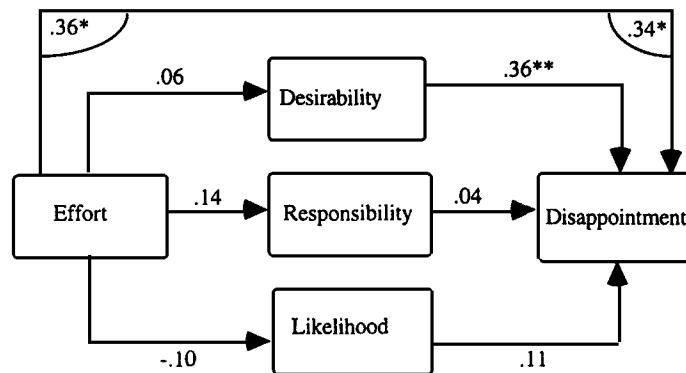 .36*
.34*
.06
.36**
Desirability
Effort
.14
Responsibility
.04
Disappointment
Likelihood
-.10
.11